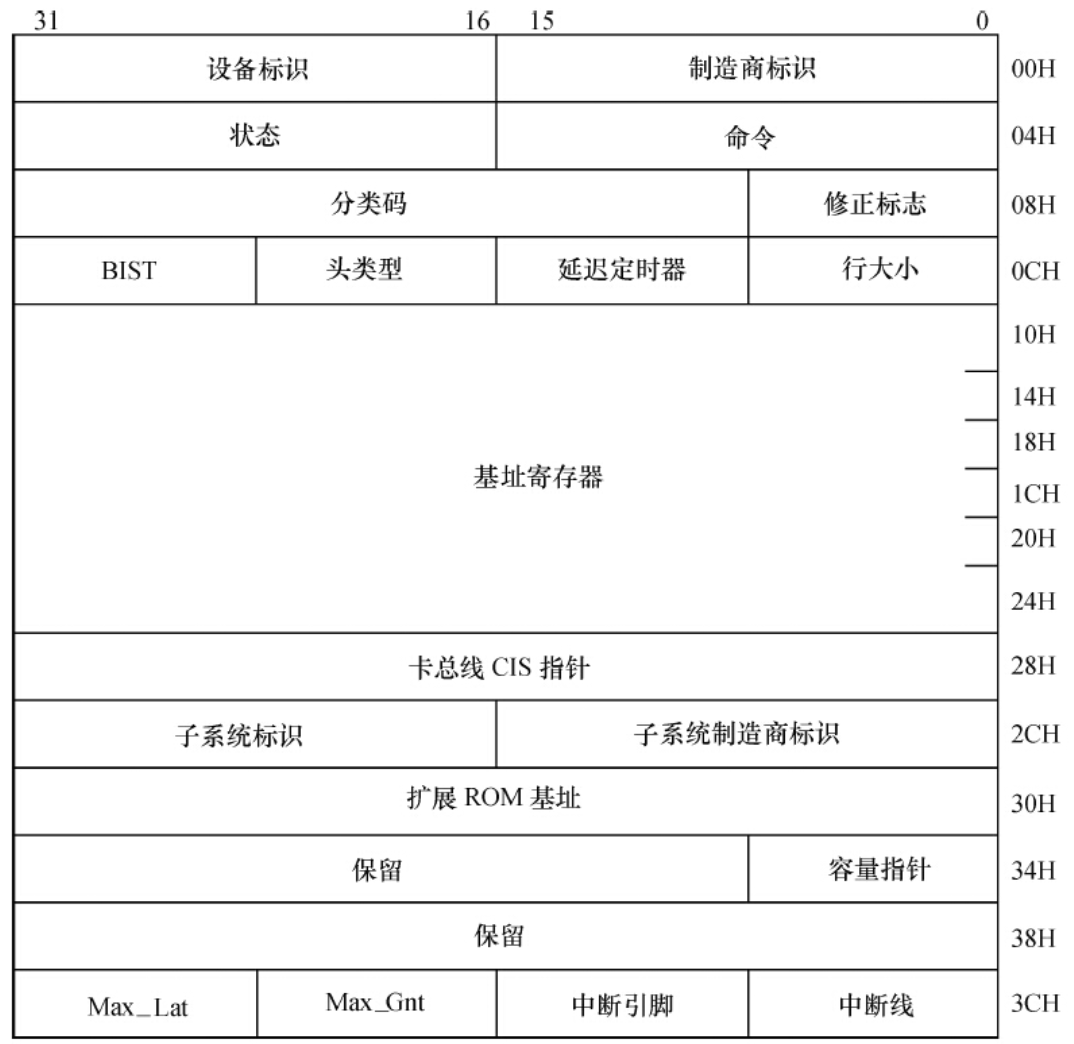 31 16 15 0
设备标识 制造商标识 00H
状态 命令 04H
分类码 修正标志 08H
BIST 头类型 延迟定时器 行大小 0CH
10H
14H
18H
基址寄存器
1CH
20H
24H
卡总线 CIS 指针 28H
子系统标识 子系统制造商标识 2CH
扩展 ROM 基址 30H
保留 容量指针 34H
保留 38H
Max_Lat Max_Gnt 中断引脚 中断线 3CH